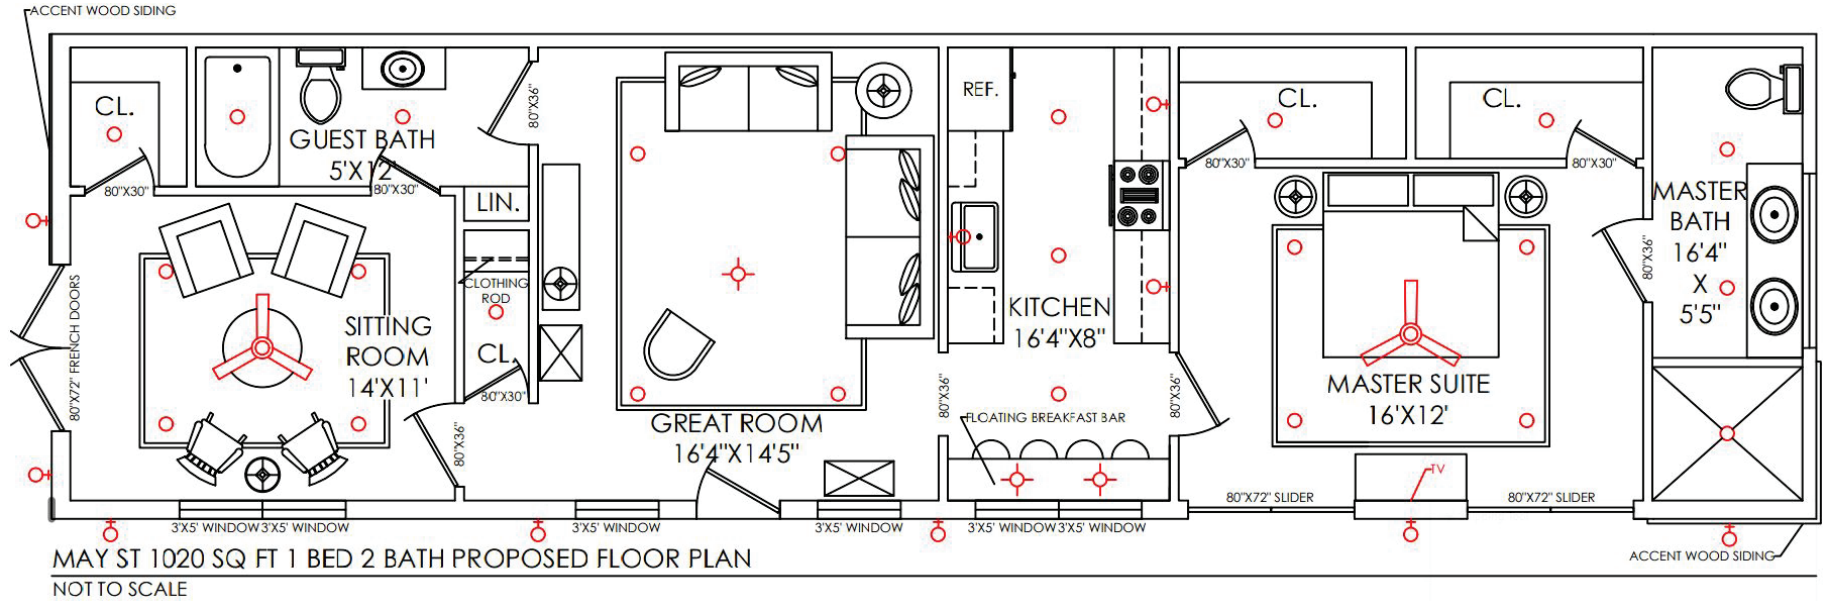 ACCENT WOOD SIDING
CL.
GUEST BATH
5'X12'
80"X30"
80"X30"
80"X36"
LIN.
CLOTHING
ROD
CL.
80"X30"
SITTING
ROOM
14'X11'
80"X72" FRENCH DOORS
80"X36"
3'X5' WINDOW
3'X5' WINDOW
GREAT ROOM
16'4"X14'5"
3'X5' WINDOW
3'X5' WINDOW
REF.
KITCHEN
16'4"X8"
80"X36"
FLOATING BREAKFAST BAR
3'X5' WINDOW
3'X5' WINDOW
80"X36"
CL.
80"X30"
CL.
80"X30"
MASTER SUITE
16'X12'
TV
80"X72" SLIDER
80"X72" SLIDER
80"X36"
MASTER
BATH
16'4"
X
5'5"
ACCENT WOOD SIDING
MAY ST 1020 SQ FT 1 BED 2 BATH PROPOSED FLOOR PLAN
NOT TO SCALE